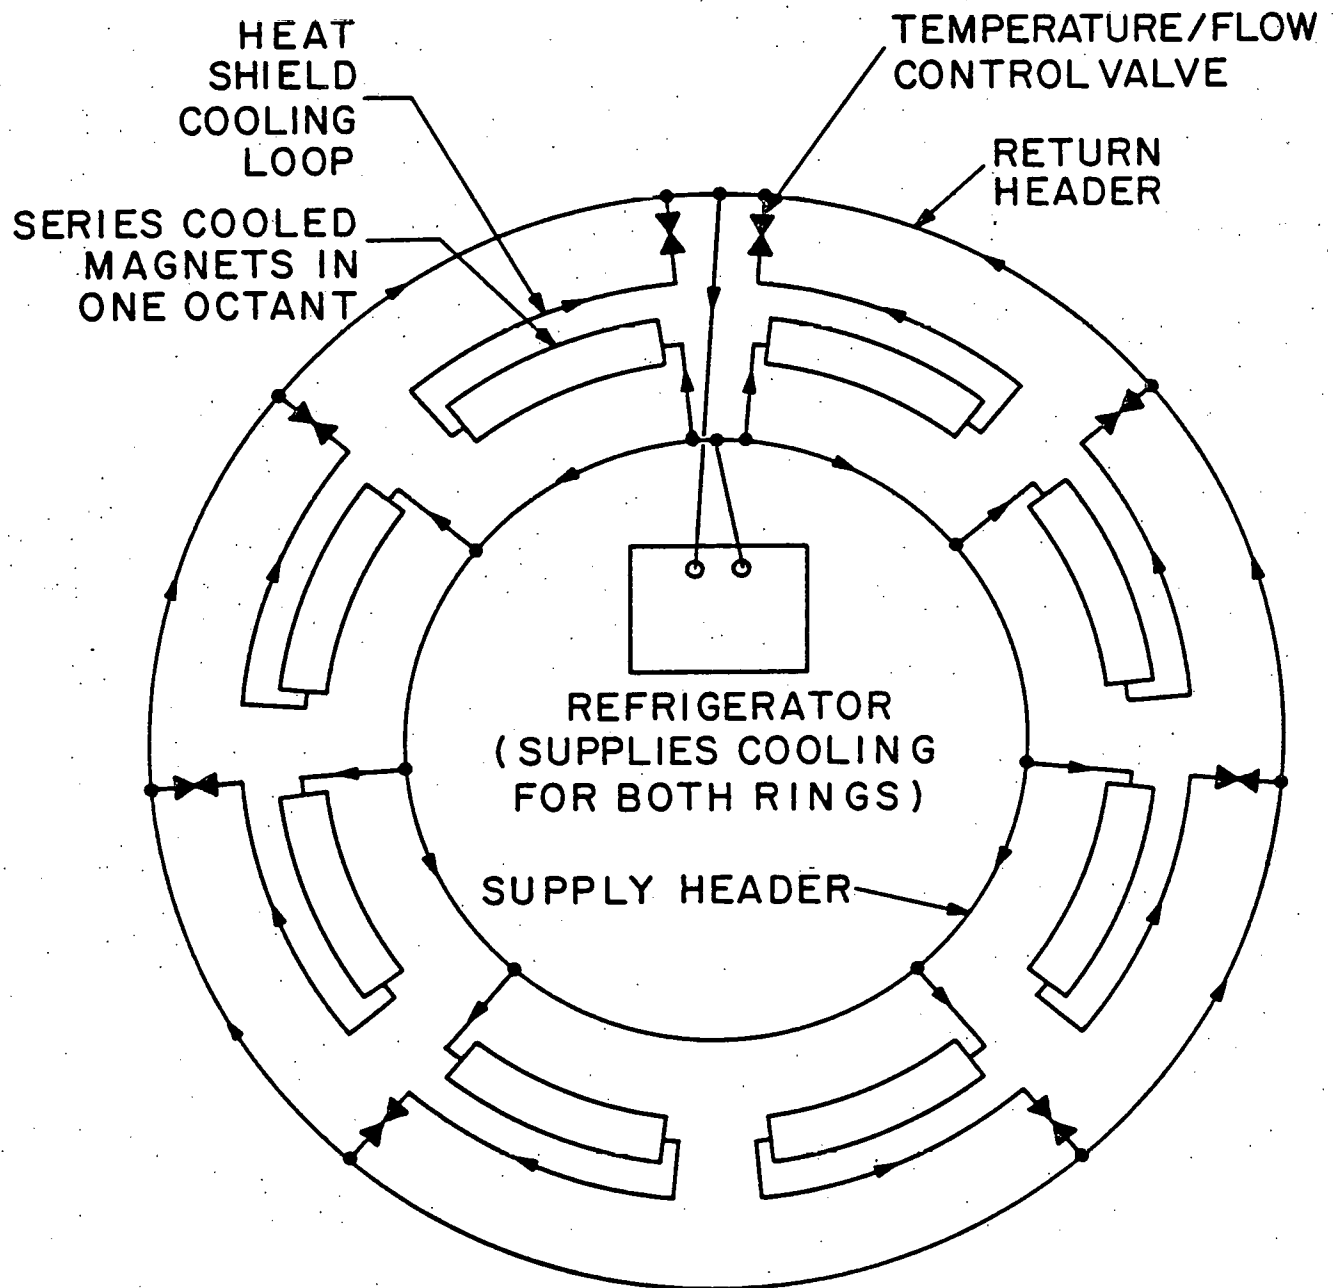 HEAT
SHIELD
COOLING
LOOP
TEMPERATURE/FLOW
CONTROL VALVE
RETURN
HEADER
SERIES COOLED
MAGNETS IN
ONE OCTANT
REFRIGERATOR
(SUPPLIES COOLING
FOR BOTH RINGS)
SUPPLY HEADER